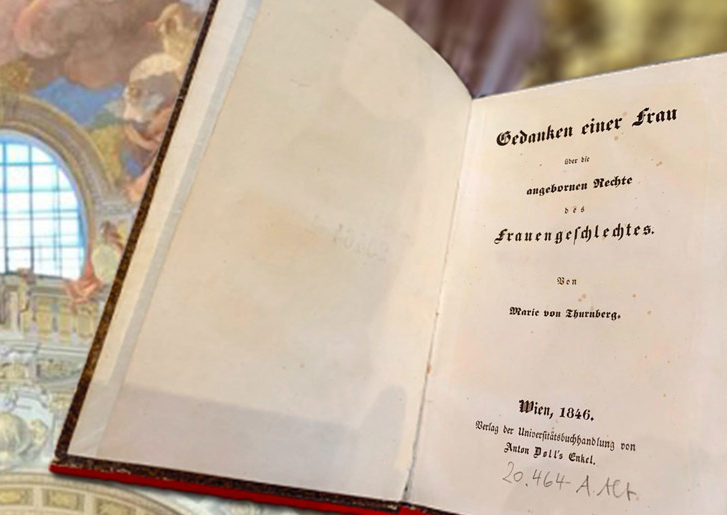 Gedanken einer Frau
über die
angebornen Rechte
des
Frauengeschlechtes.
Von
Marie von Thurnberg.
Wien, 1846.
Verlag der Universitätsbuchhandlung von
Anton Doll's Enkel.
20.464-A.Alt.